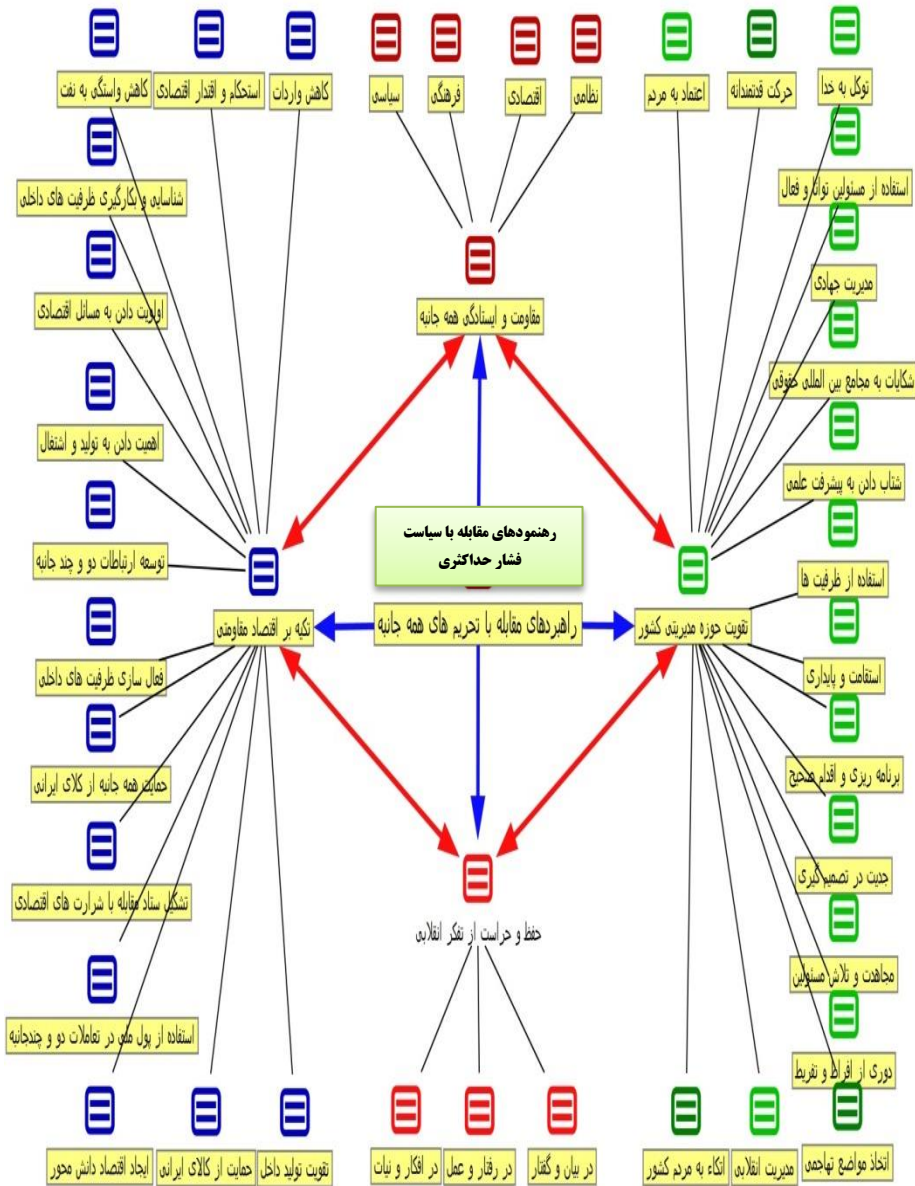 توکل به خدا
حرکت قدتمندانه
اعتماد به مردم
نظامی
اقتصادی
فرهنگی
سیاسی
کاهش واردات
استحکام و اقتدار اقتصادی
کاهش وابستگی به نفت
استفاده از مسئولین توانا و فعال
شناسایی و بکارگیری ظرفیت های داخلی
مدیریت جهادی
مقاومت و ایستادگی همه جانبه
اولویت دادن به مسائل اقتصادی
شکایات به مجامع بین المللی حقوقی
اهمیت دادن به تولید و اشتغال
شتاب دادن به پیشرفت علمی
رهنمودهای مقابله با سیاست
فشار حداکثری
توسعه ارتباطات دو و چند جانبه
استفاده از ظرفیت ها
تقویت حوزه مدیریتی کشور
راهبردهای مقابله با تحریم های همه جانبه
تکیه بر اقتصاد مقاومتی
استقامت و پایداری
فعال سازی ظرفیت های داخلی
برنامه ریزی و اقدام صحیح
حمایت همه جانبه از کالای ایرانی
جدیت در تصمیم گیری
تشکیل ستاد مقابله با شرارت های اقتصادی
حفظ و حراست از تفکر انقلابی
مجاهدت و تلاش مسئولین
استفاده از پول ملی در تعاملات دو و چندجانبه
دوری از افراط و تفریط
اتخاذ مواضع تهاجمی
مدیریت انقلابی
اتکاء به مردم کشور
در بیان و گفتار
در رفتار و عمل
در افکار و نیات
تقویت تولید داخل
حمایت از کالای ایرانی
ایجاد اقتصاد دانش محور